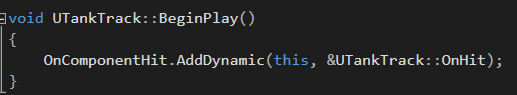 void UTankTrack::BeginPlay()
{
OnComponentHit.AddDynamic(this, &UTankTrack::OnHit);
}